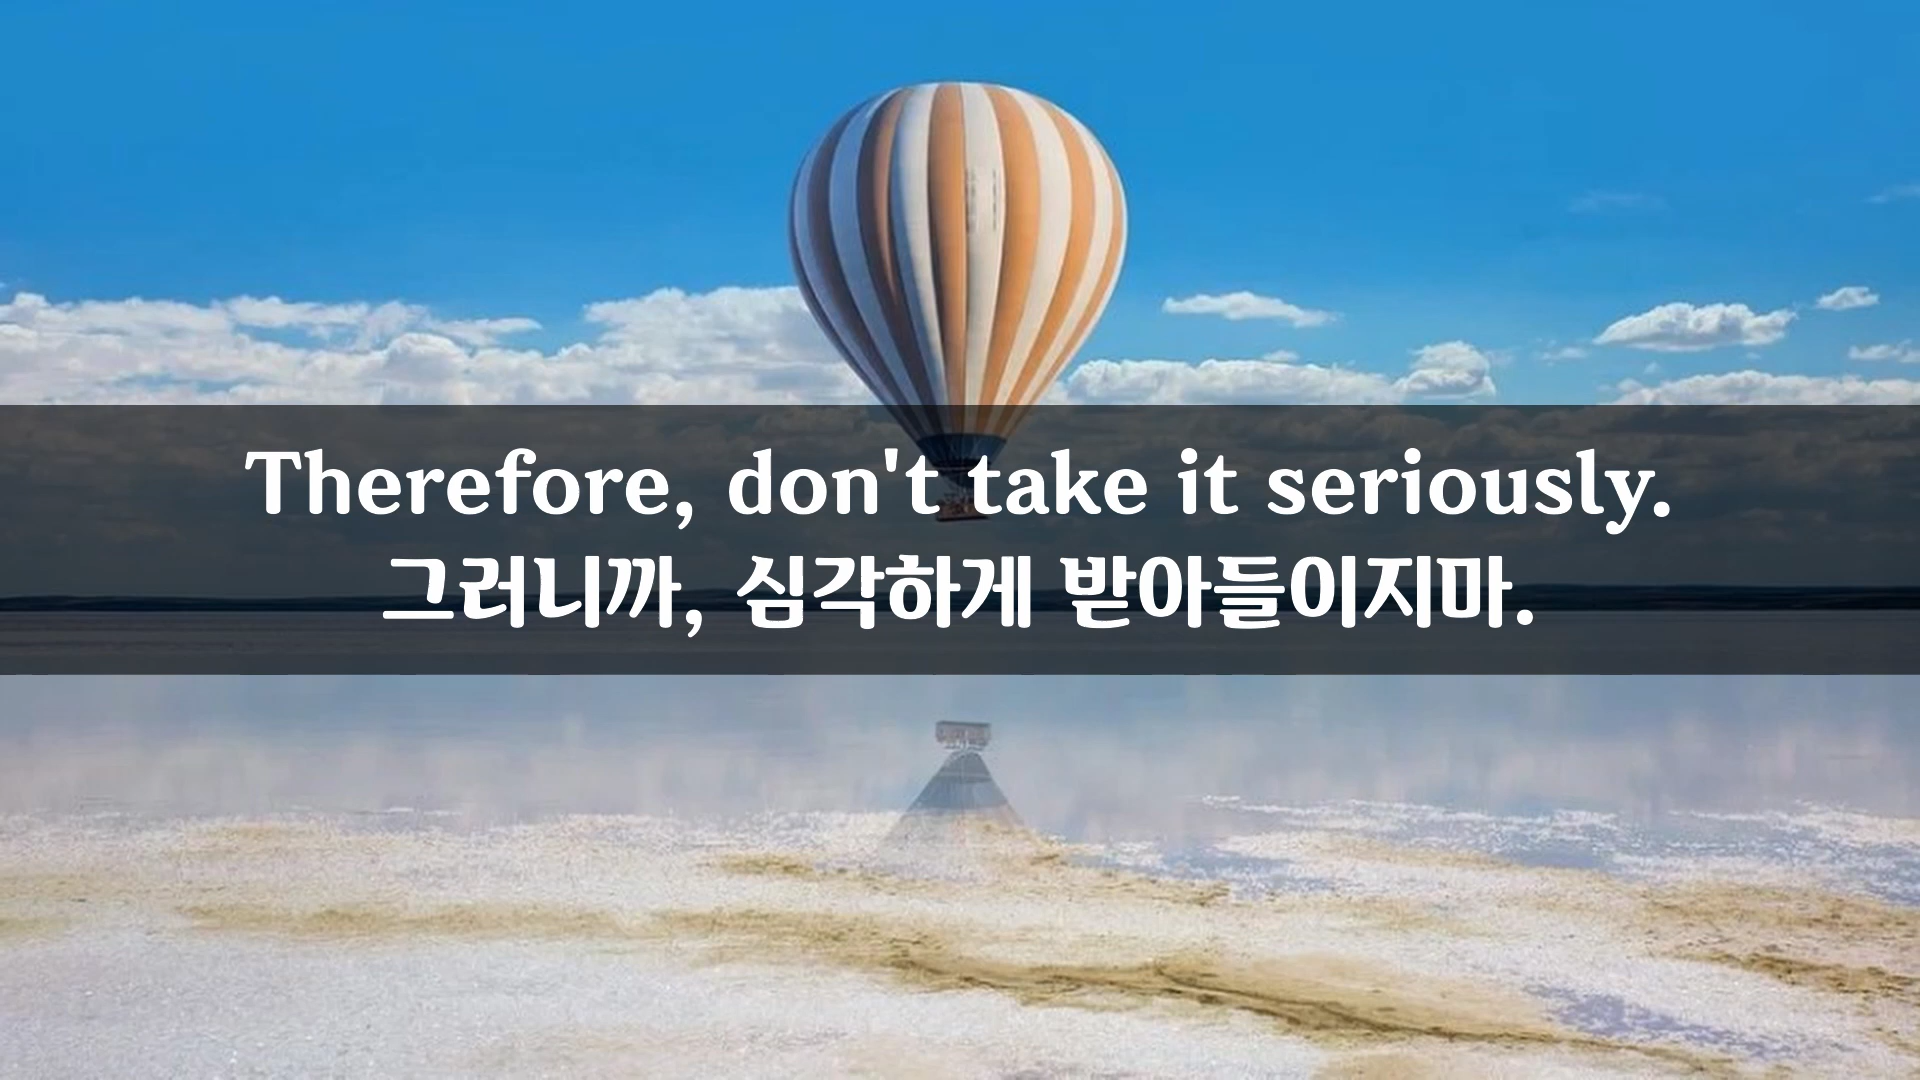 Therefore, don't take it seriously.
그러니까, 심각하게 받아들이지마.